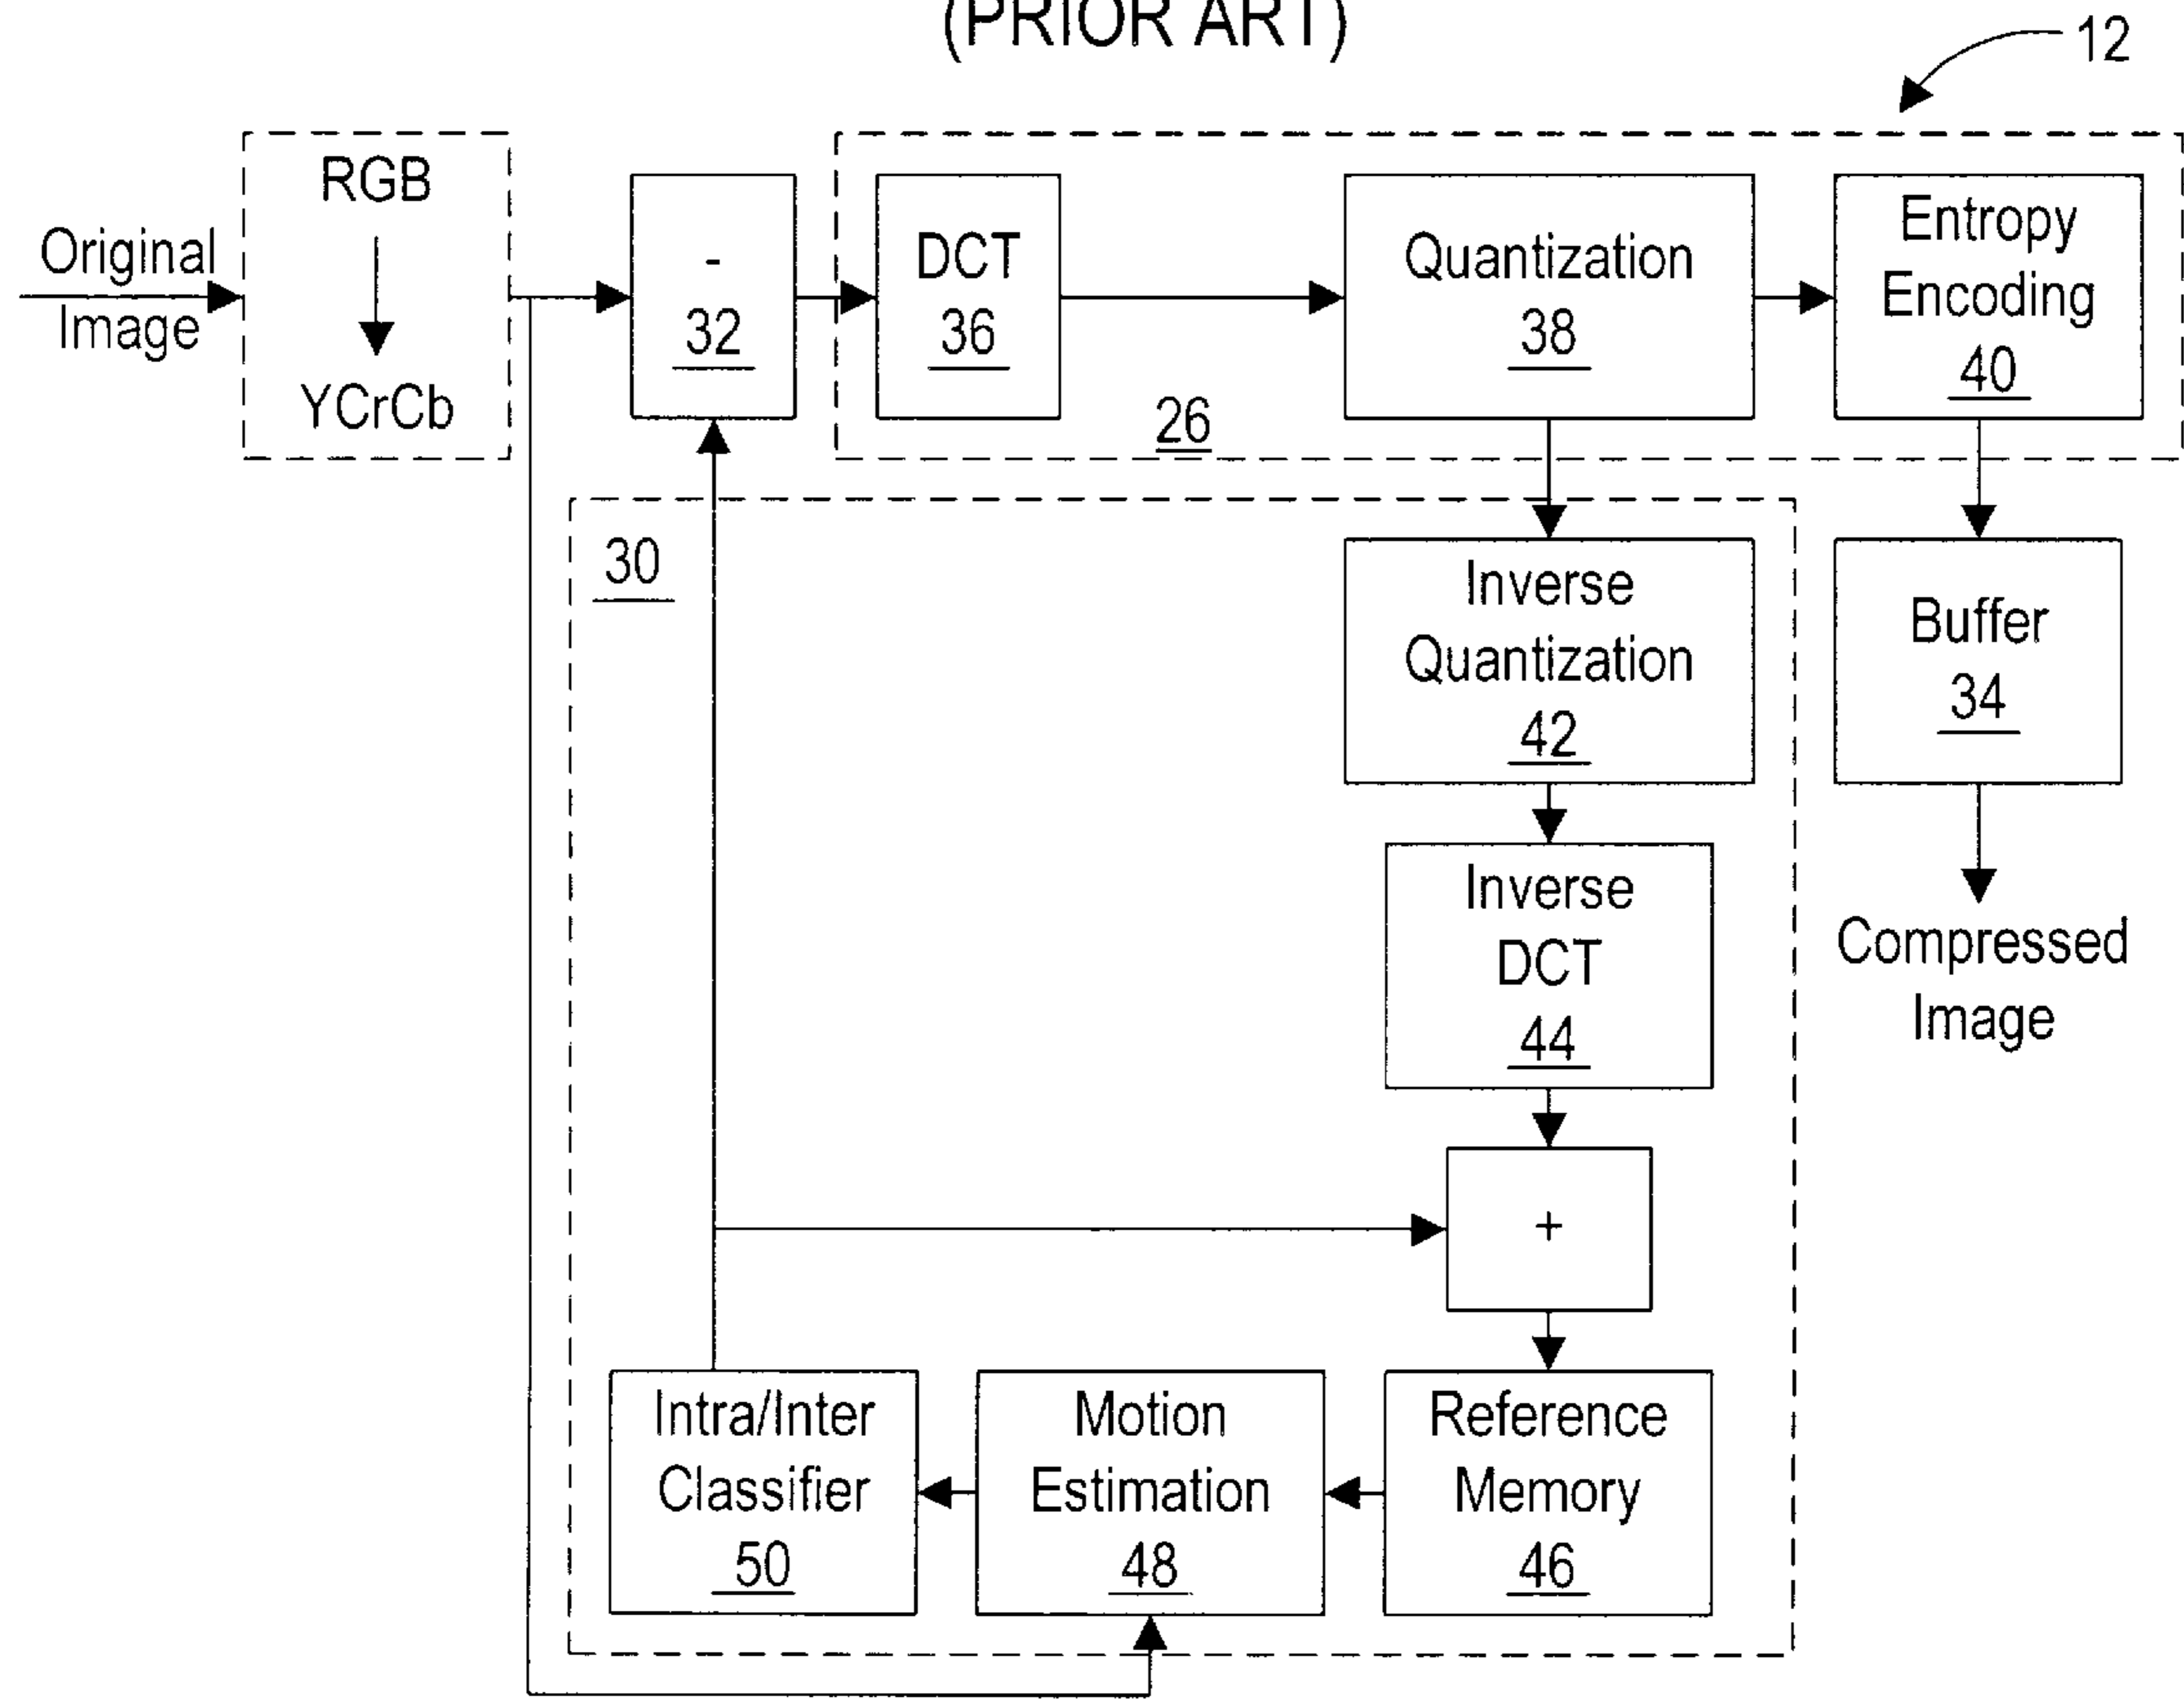 (PRIOR ART)
12
Original
Image
RGB
YCrCb
-
32
DCT
36
Quantization
38
Entropy
Encoding
40
26
30
Inverse
Quantization
42
Buffer
34
Inverse
DCT
44
Compressed
Image
+
Intra/Inter
Classifier
50
Motion
Estimation
48
Reference
Memory
46